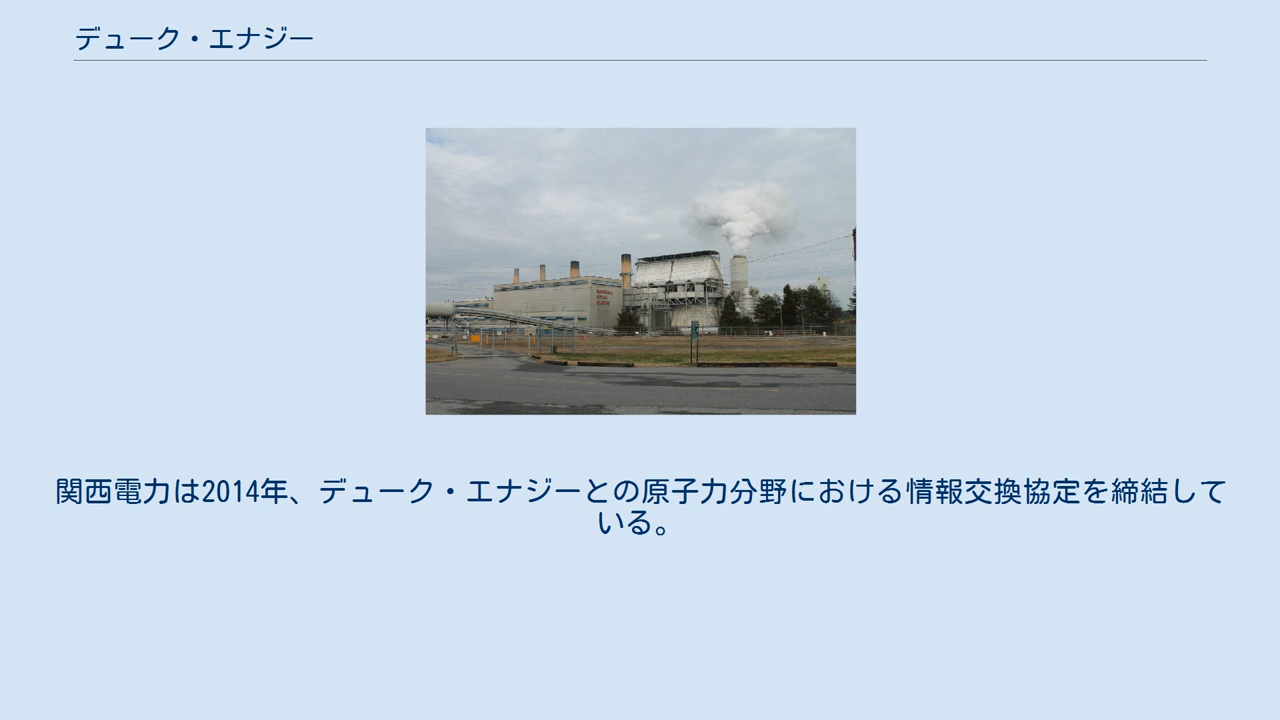 デューク・エナジー
関西電力は2014年、デューク・エナジーとの原子力分野における情報交換協定を締結して
いる。